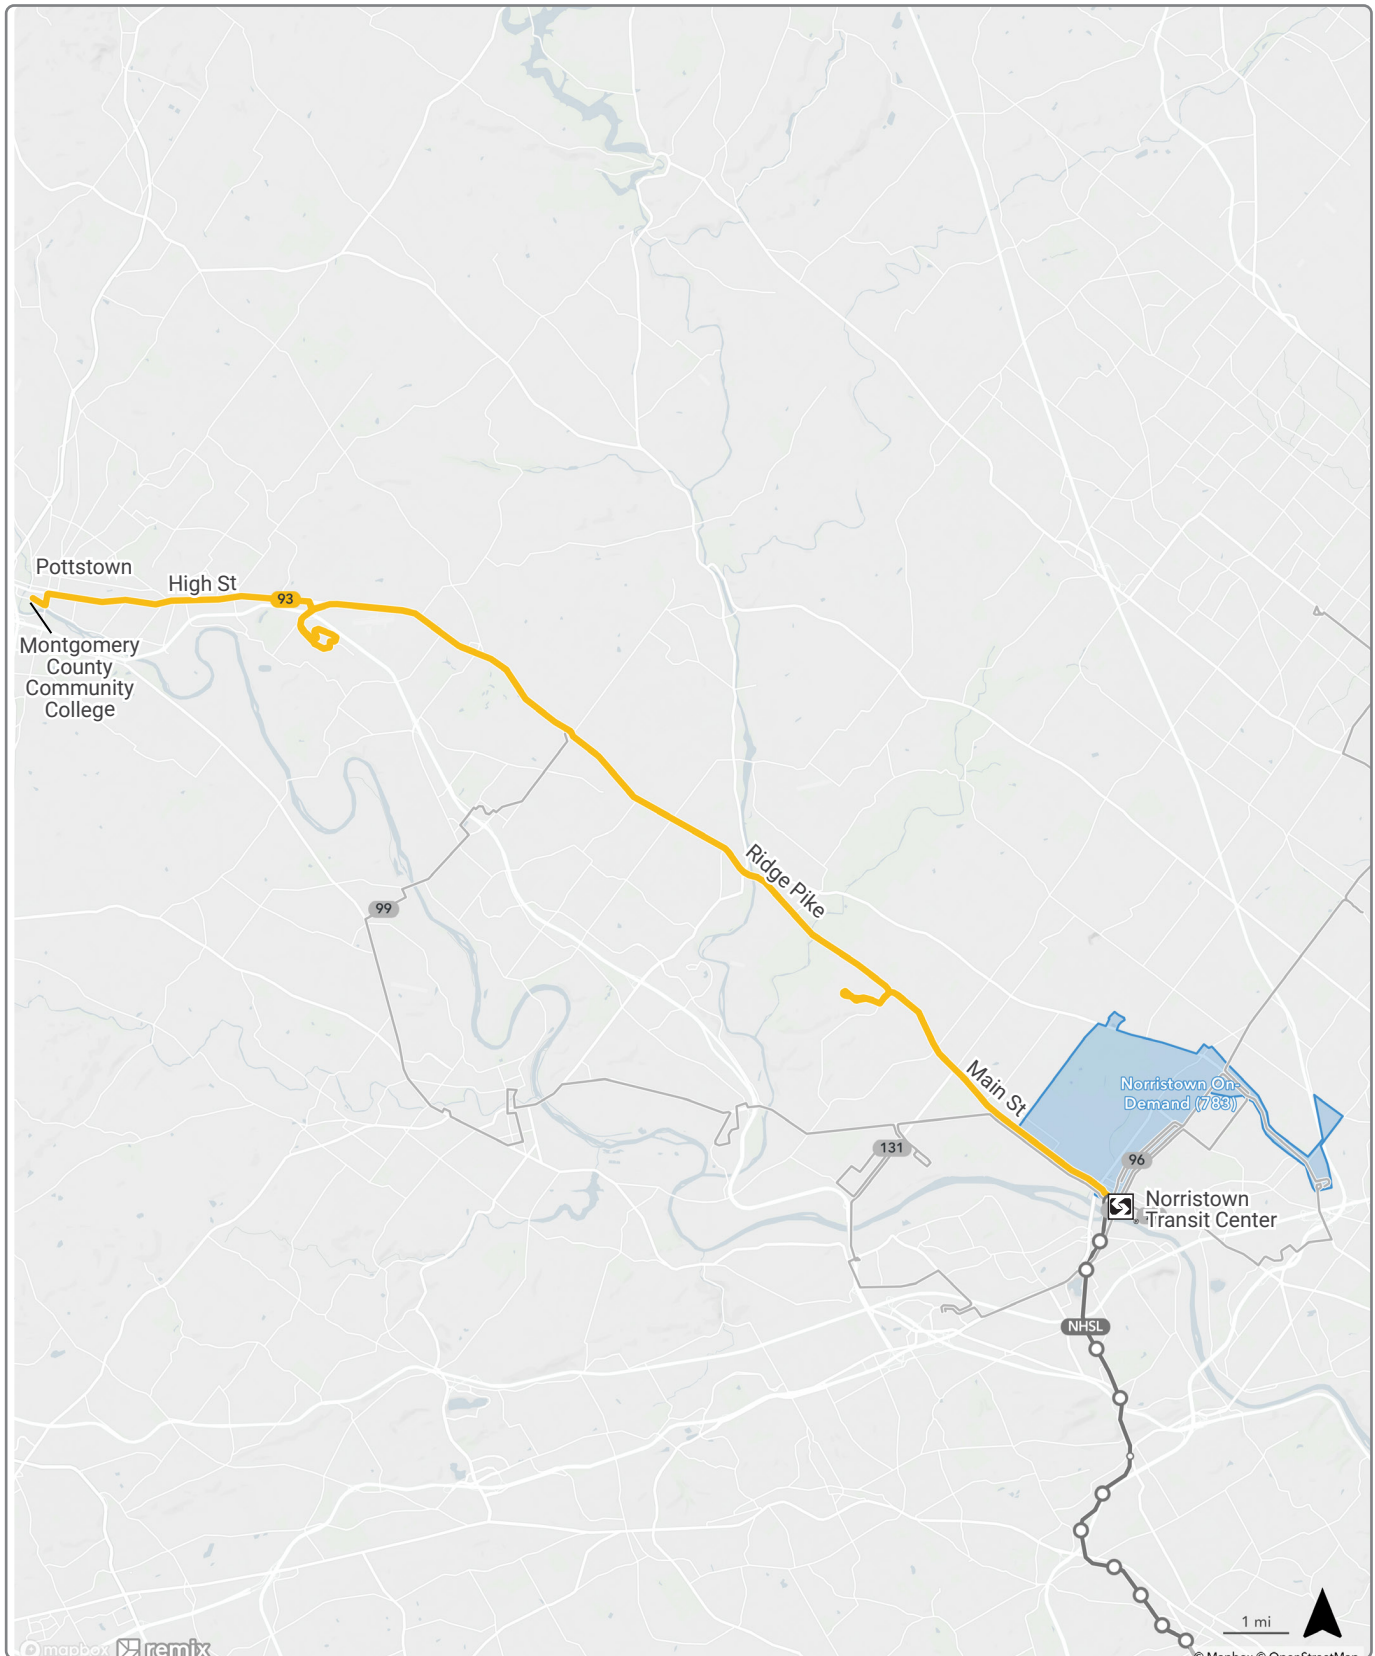 Pottstown
High St
93
Montgomery
County
Community
College
Ridge Pike
99
Main St
Norristown On-
Demand (783)
131
96
Norristown
Transit Center
NHSL
1 mi
mapbox remix
© Mapbox © OpenStreetMap